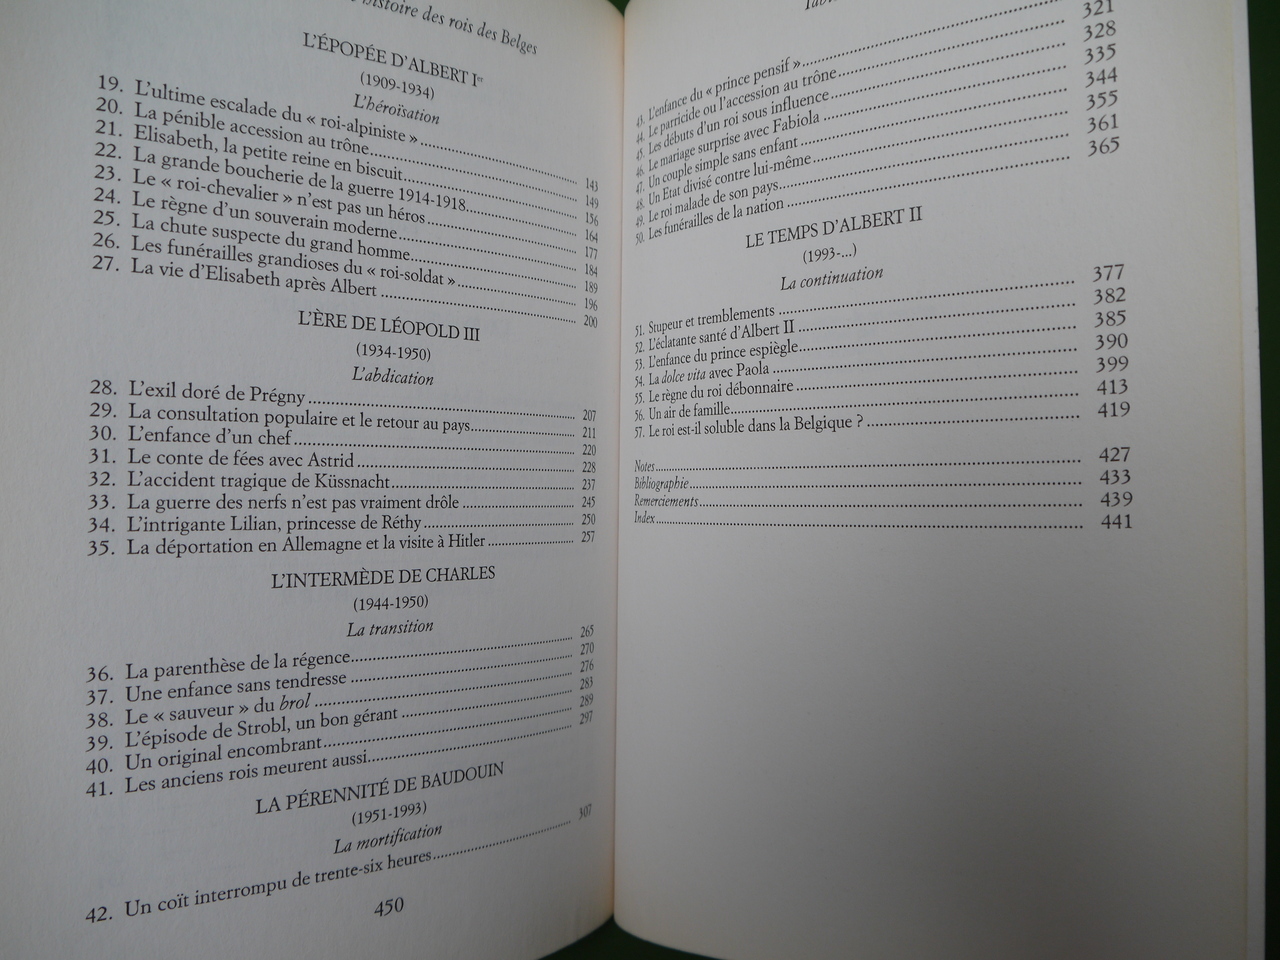 histoire des rois des Belges
L'ÉPOPÉE D'ALBERT Ier
(1909-1934)
L'héroïsation
19. L'ultime escalade du « roi-alpiniste » 143
20. La pénible accession au trône 149
21. Elisabeth, la petite reine en biscuit 156
22. La grande boucherie de la guerre 1914-1918 164
23. Le « roi-chevalier » n'est pas un héros 177
24. Le règne d'un souverain moderne 184
25. La chute suspecte du grand homme 189
26. Les funérailles grandioses du « roi-soldat » 196
27. La vie d'Elisabeth après Albert 200
L'ÈRE DE LÉOPOLD III
(1934-1950)
L'abdication
28. L'exil doré de Prégny 207
29. La consultation populaire et le retour au pays 211
30. L'enfance d'un chef 220
31. Le conte de fées avec Astrid 228
32. L'accident tragique de Küssnacht 237
33. La guerre des nerfs n'est pas vraiment drôle 245
34. L'intrigante Lilian, princesse de Réthy 250
35. La déportation en Allemagne et la visite à Hitler 257
L'INTERMÈDE DE CHARLES
(1944-1950)
La transition
36. La parenthèse de la régence 265
37. Une enfance sans tendresse 270
38. Le « sauveur » du brol 276
39. L'épisode de Strobl, un bon gérant 283
40. Un original encombrant 289
41. Les anciens rois meurent aussi 297
LA PÉRENNITÉ DE BAUDOUIN
(1951-1993)
La mortification
42. Un coït interrompu de trente-six heures 307
450
43. L'enfance du « prince pensif » 321
44. Le parricide ou l'accession au trône 328
45. Les débuts d'un roi sous influence 335
46. Le mariage surprise avec Fabiola 344
47. Un couple simple sans enfant 355
48. Un Etat divisé contre lui-même 361
49. Le roi malade de son pays 365
50. Les funérailles de la nation
LE TEMPS D'ALBERT II
(1993-...)
La continuation
51. Stupeur et tremblements 377
52. L'éclatante santé d'Albert II 382
53. L'enfance du prince espiègle 385
54. La dolce vita avec Paola 390
55. Le règne du roi débonnaire 399
56. Un air de famille 413
57. Le roi est-il soluble dans la Belgique ? 419
Notes 427
Bibliographie 433
Remerciements 439
Index 441